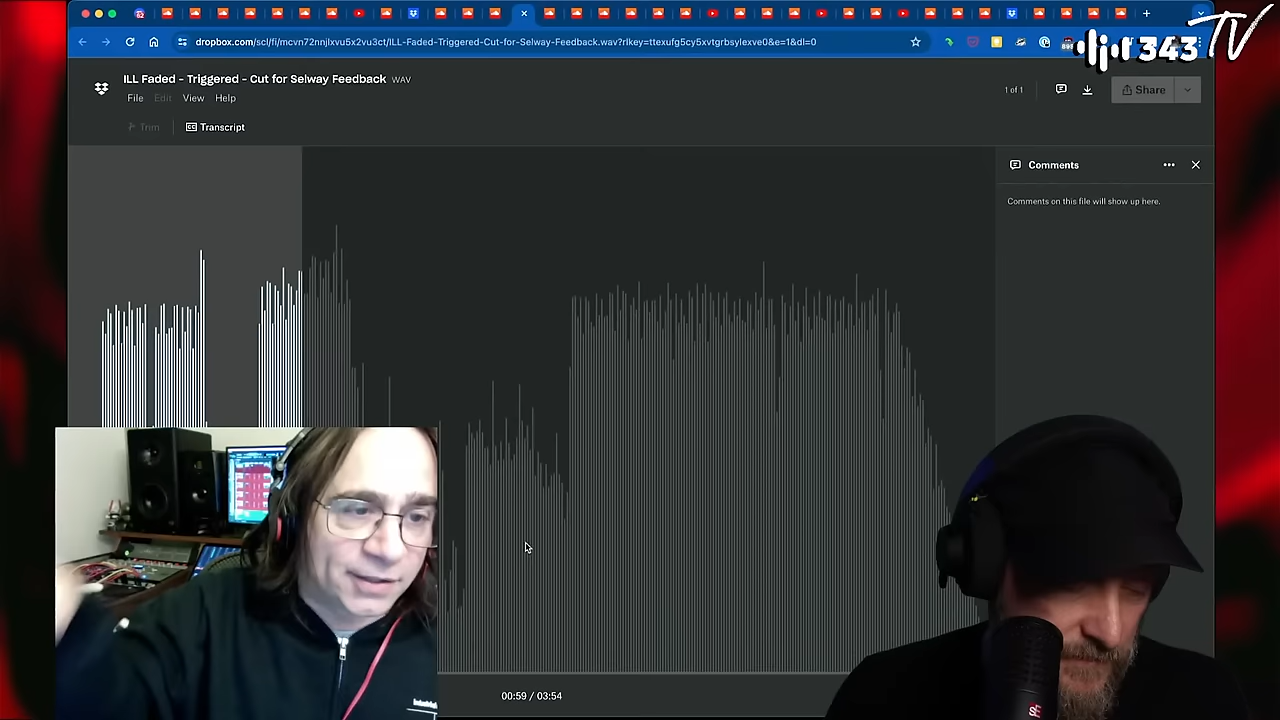 dropbox.com/scl/fi/mcvn72nnjlxvu5x2vu3ct/ILL-Faded-Triggered-Cut-for-Selway-Feedback.wav?rlkey=ttexufg5cy5xvtgrbsylexve0&e=1&dl=0
343 TV
ILL Faded - Triggered - Cut for Selway Feedback WAV
File Edit View Help
1 of 1
Share
Trim
Transcript
Comments
Comments on this file will show up here.
00:59 / 03:54